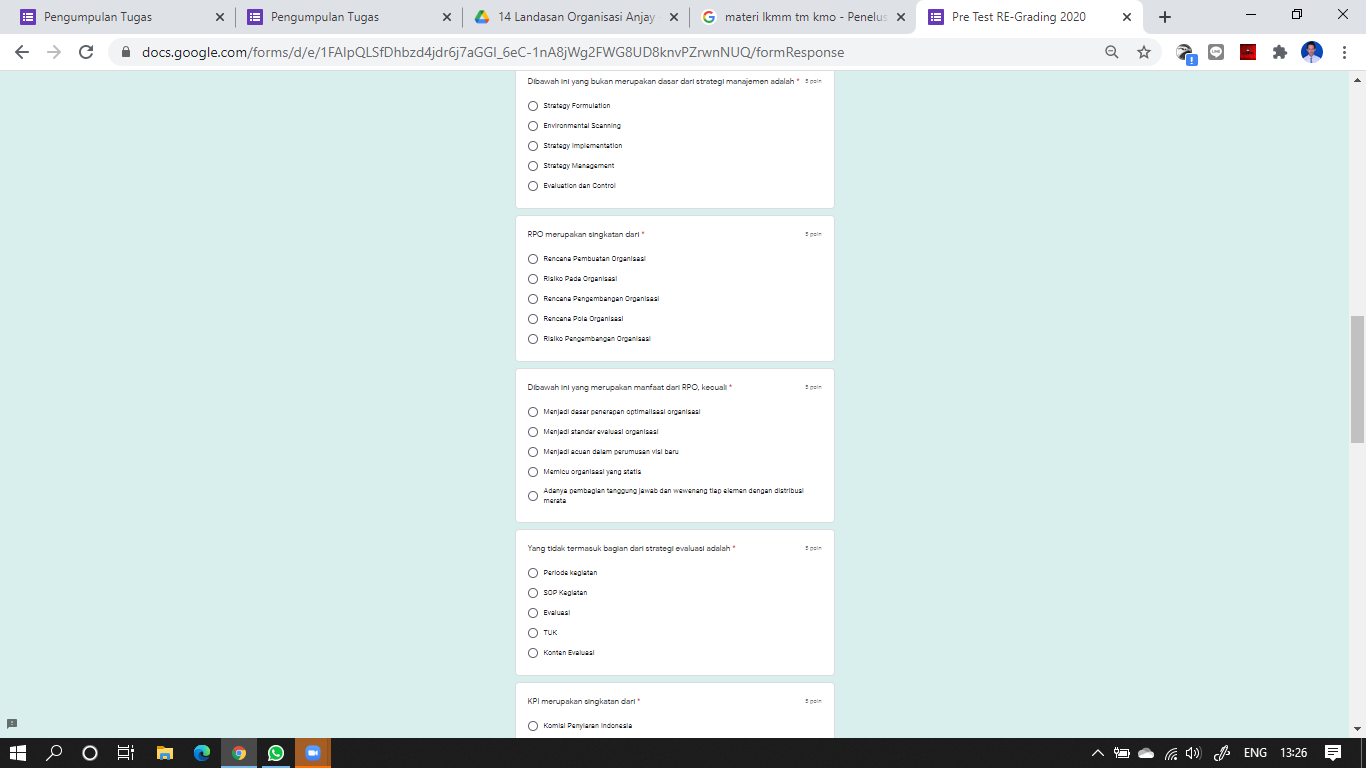 Pengumpulan Tugas
Pengumpulan Tugas
14 Landasan Organisasi Anjay
materi lkmm tm kmo - Penelus
Pre Test RE-Grading 2020
docs.google.com/forms/d/e/1FAIpQLSfDhbzd4jdr6j7aGGI_6eC-1nA8jWg2FWG8UD8knvPZrwnNUQ/formResponse
Dibawah ini yang bukan merupakan dasar dari strategi manajemen adalah * 5 poin
Strategy Formulation
Environmental Scanning
Strategy Implementation
Strategy Management
Evaluation dan Control
RPO merupakan singkatan dari * 5 poin
Rencana Pembuatan Organisasi
Risiko Pada Organisasi
Rencana Pengembangan Organisasi
Rencana Pola Organisasi
Risiko Pengembangan Organisasi
Dibawah ini yang merupakan manfaat dari RPO, kecuali * 5 poin
Menjadi dasar penerapan optimalisasi organisasi
Menjadi standar evaluasi organisasi
Menjadi acuan dalam perumusan visi baru
Memicu organisasi yang statis
Adanya pembagian tanggung jawab dan wewenang tiap elemen dengan distribusi
merata
Yang tidak termasuk bagian dari strategi evaluasi adalah * 5 poin
Periode kegiatan
SOP Kegiatan
Evaluasi
TUK
Konten Evaluasi
KPI merupakan singkatan dari * 5 poin
Komisi Penyiaran Indonesia
ENG 13:26